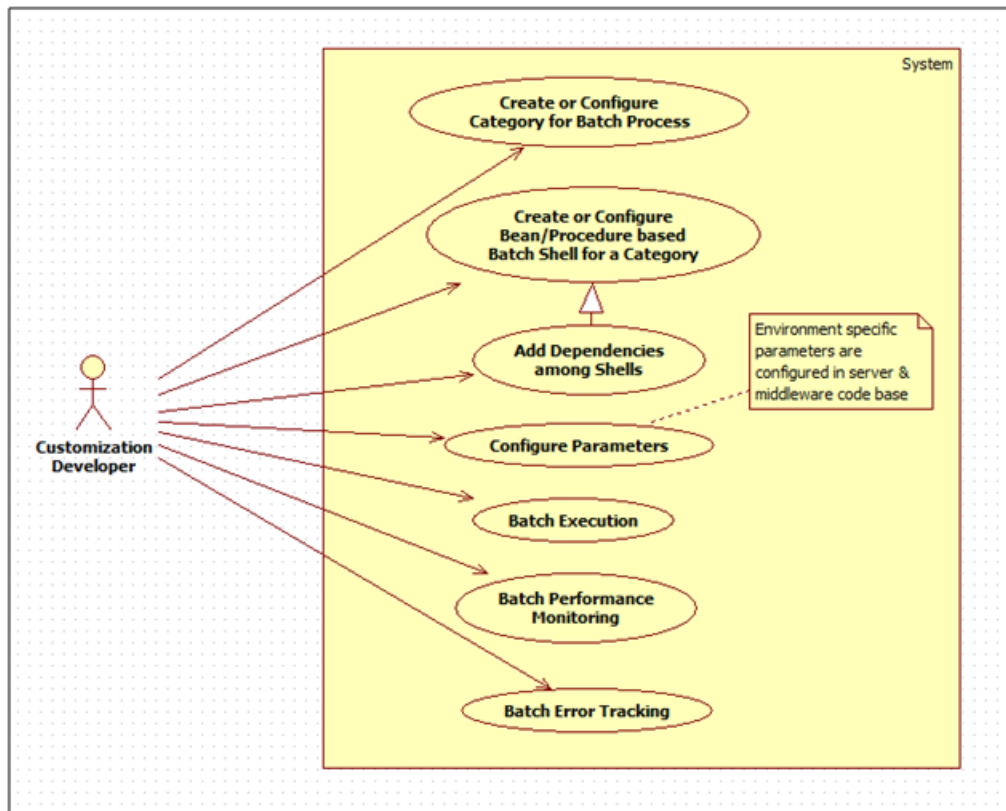 System
Create or Configure
Category for Batch Process
Create or Configure
Bean/Procedure based
Batch Shell for a Category
Environment specific
parameters are
configured in server &
middleware code base
Add Dependencies
among Shells
Customization
Developer
Configure Parameters
Batch Execution
Batch Performance
Monitoring
Batch Error Tracking